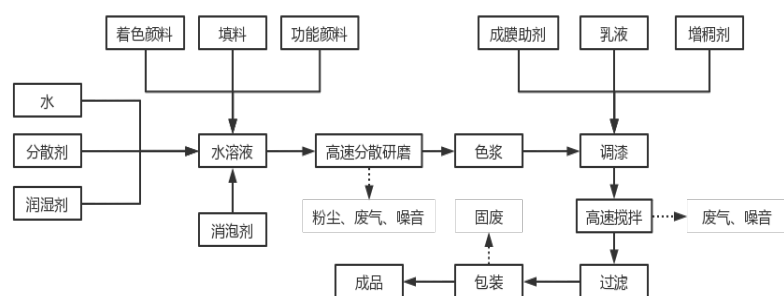 着色颜料
填料
功能颜料
成膜助剂
乳液
增稠剂
水
分散剂
润湿剂
水溶液
高速分散研磨
色浆
调漆
消泡剂
粉尘、废气、噪音
固废
高速搅拌
废气、噪音
成品
包装
过滤